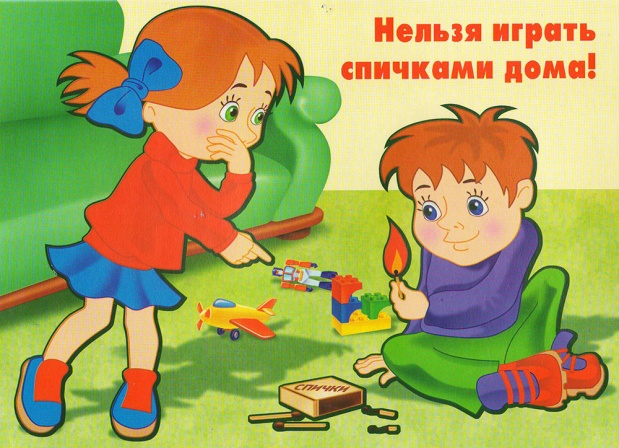 Нельзя играть
спичками дома!
СПИЧКИ